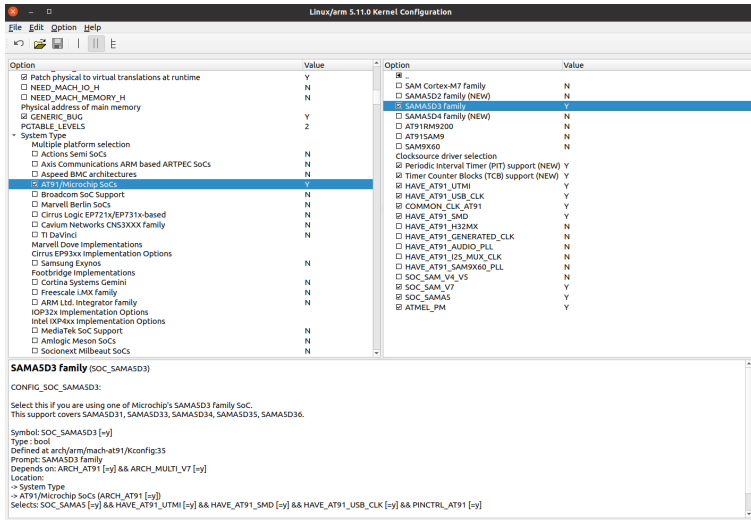 Linux/arm 5.11.0 Kernel Configuration
File Edit Option Help
Option Value
Patch physical to virtual translations at runtime Y
NEED_MACH_IO_H N
NEED_MACH_MEMORY_H N
Physical address of main memory
GENERIC_BUG Y
PGTABLE_LEVELS 2
System Type
Multiple platform selection
Actions Semi SoCs N
Axis Communications ARM based ARTPEC SoCs N
Aspeed BMC architectures N
AT91/Microchip SoCs Y
Broadcom SoC Support N
Marvell Berlin SoCs N
Cirrus Logic EP721x/EP731x-based N
Cavium Networks CNS3XXX family N
TI DaVinci N
Marvell Dove Implementations
Cirrus EP93xx Implementation Options
Samsung Exynos N
Footbridge Implementations
Cortina Systems Gemini N
Freescale i.MX family N
ARM Ltd. Integrator family N
IOP32x Implementation Options
Intel IXP4xx Implementation Options
MediaTek SoC Support N
Amlogic Meson SoCs N
Socionext Milbeaut SoCs N
Option Value
..
SAM Cortex-M7 family N
SAMA5D2 family (NEW) N
SAMA5D3 family Y
SAMA5D4 family (NEW) N
AT91RM9200 N
AT91SAM9 N
SAM9X60 N
Clocksource driver selection
Periodic Interval Timer (PIT) support (NEW) Y
Timer Counter Blocks (TCB) support (NEW) Y
HAVE_AT91_UTMI Y
HAVE_AT91_USB_CLK Y
COMMON_CLK_AT91 Y
HAVE_AT91_SMD Y
HAVE_AT91_H32MX N
HAVE_AT91_GENERATED_CLK N
HAVE_AT91_AUDIO_PLL N
HAVE_AT91_I2S_MUX_CLK N
HAVE_AT91_SAM9X60_PLL N
SOC_SAM_V4_V5 N
SOC_SAM_V7 Y
SOC_SAMA5 Y
ATMEL_PM Y
SAMA5D3 family (SOC_SAMA5D3)
CONFIG_SOC_SAMA5D3:
Select this if you are using one of Microchip's SAMA5D3 family SoC.
This support covers SAMA5D31, SAMA5D33, SAMA5D34, SAMA5D35, SAMA5D36.
Symbol: SOC_SAMA5D3 [=y]
Type : bool
Defined at arch/arm/mach-at91/Kconfig:35
Prompt: SAMA5D3 family
Depends on: ARCH_AT91 [=y] && ARCH_MULTI_V7 [=y]
Location:
-> System Type
-> AT91/Microchip SoCs (ARCH_AT91 [=y])
Selects: SOC_SAMA5 [=y] && HAVE_AT91_UTMI [=y] && HAVE_AT91_SMD [=y] && HAVE_AT91_USB_CLK [=y] && PINCTRL_AT91 [=y]